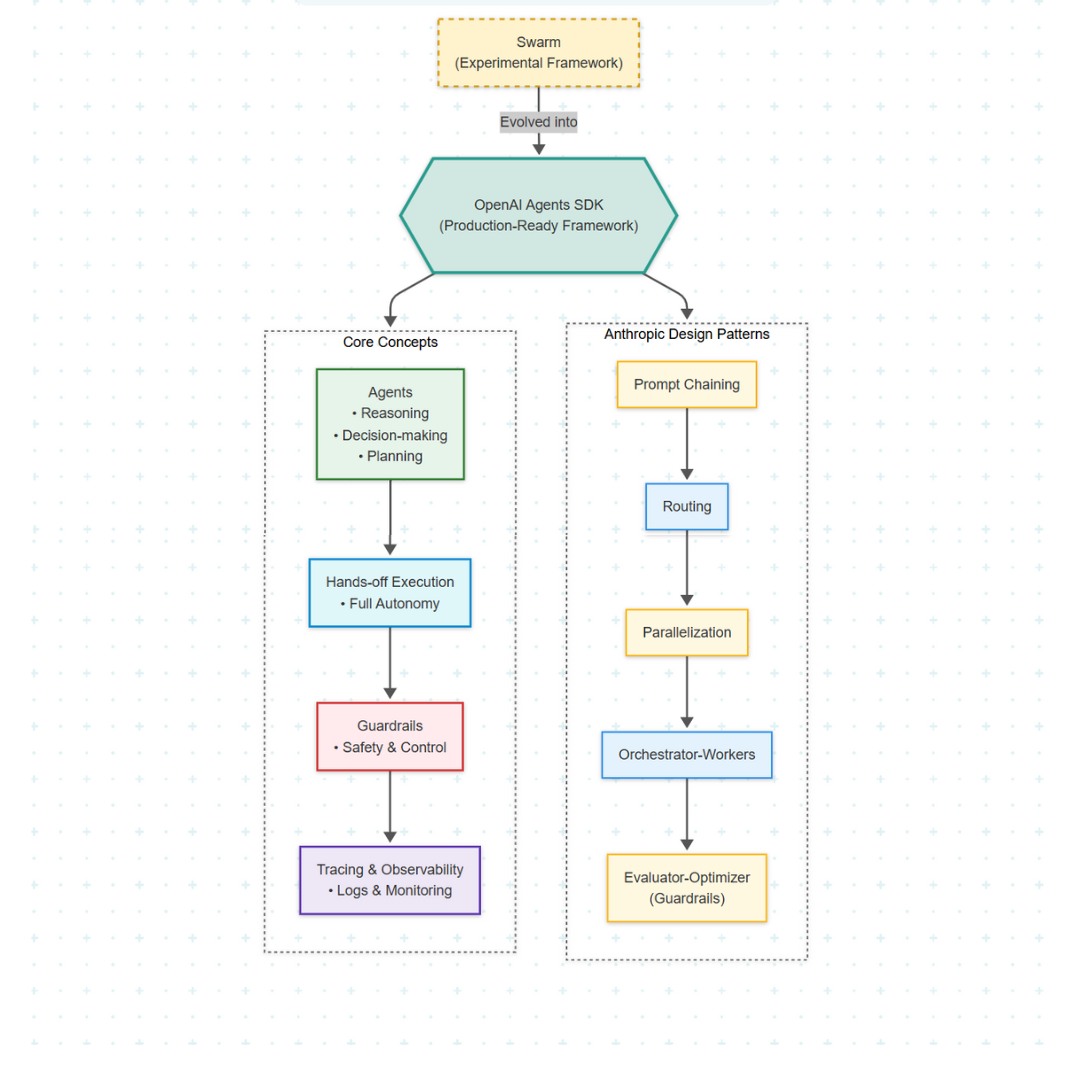 Swarm
(Experimental Framework)
Evolved into
OpenAI Agents SDK
(Production-Ready Framework)
Core Concepts
Agents
• Reasoning
• Decision-making
• Planning
Hands-off Execution
• Full Autonomy
Guardrails
• Safety & Control
Tracing & Observability
• Logs & Monitoring
Anthropic Design Patterns
Prompt Chaining
Routing
Parallelization
Orchestrator-Workers
Evaluator-Optimizer
(Guardrails)